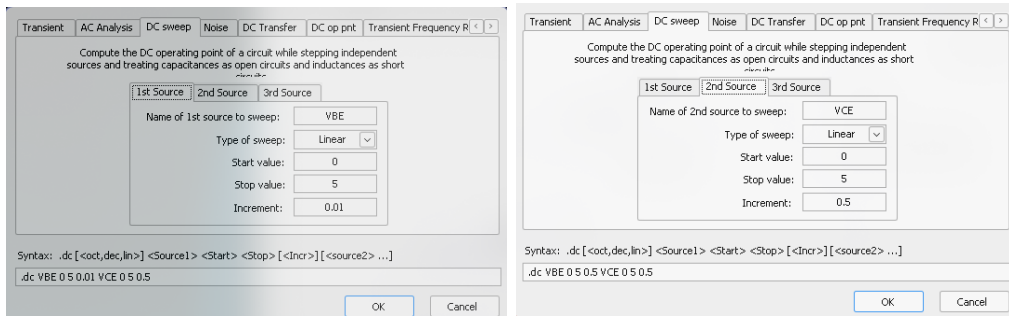 Transient AC Analysis DC sweep Noise DC Transfer DC op pnt Transient Frequency R
Compute the DC operating point of a circuit while stepping independent
sources and treating capacitances as open circuits and inductances as short
circuits
1st Source 2nd Source 3rd Source
Name of 1st source to sweep: VBE
Type of sweep: Linear
Start value: 0
Stop value: 5
Increment: 0.01
Syntax: .dc [<oct,dec,lin>] <Source1> <Start> <Stop> [<Incr>] [<source2> ...]
.dc VBE 0 5 0.01 VCE 0 5 0.5
OK Cancel
Transient AC Analysis DC sweep Noise DC Transfer DC op pnt Transient Frequency R
Compute the DC operating point of a circuit while stepping independent
sources and treating capacitances as open circuits and inductances as short
circuits
1st Source 2nd Source 3rd Source
Name of 2nd source to sweep: VCE
Type of sweep: Linear
Start value: 0
Stop value: 5
Increment: 0.5
Syntax: .dc [<oct,dec,lin>] <Source1> <Start> <Stop> [<Incr>] [<source2> ...]
.dc VBE 0 5 0.5 VCE 0 5 0.5
OK Cancel